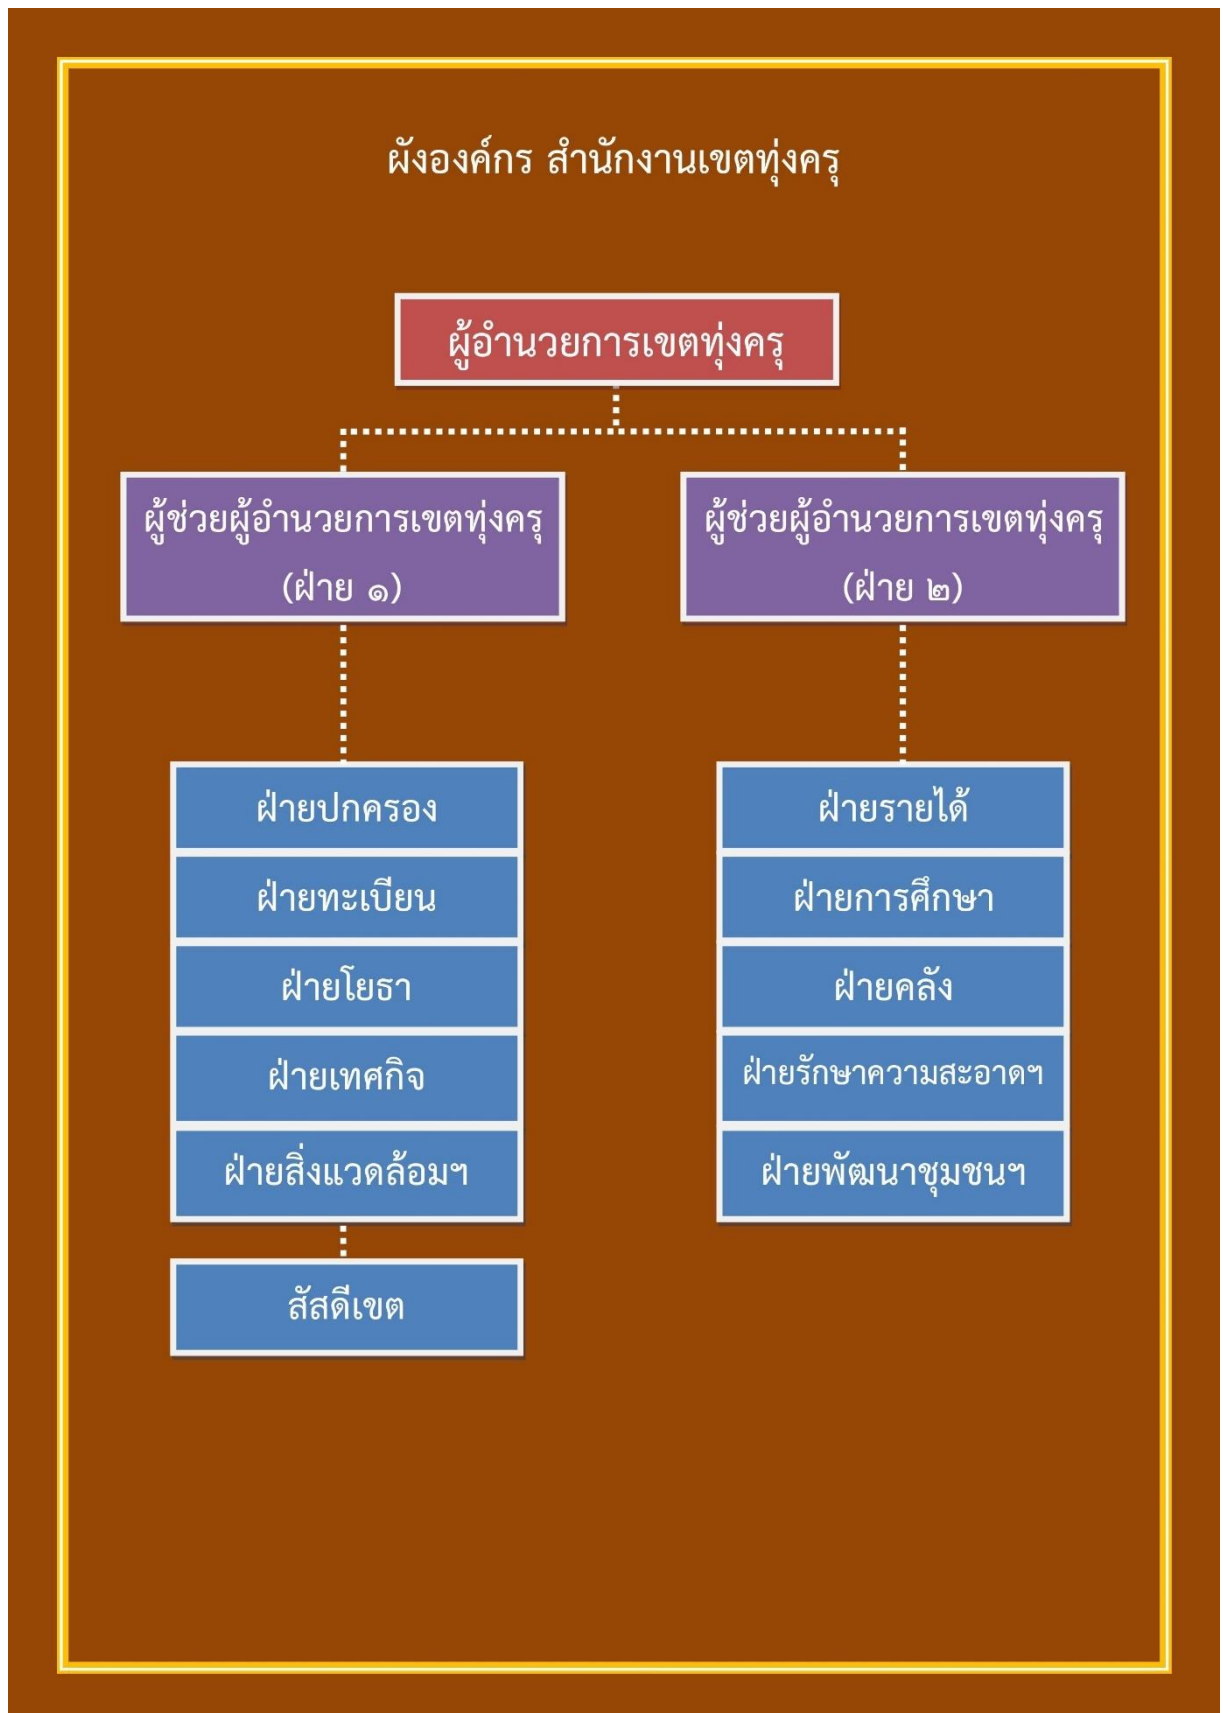 ผังองค์กร สำนักงานเขตทุ่งครุ
ผู้อำนวยการเขตทุ่งครุ
ผู้ช่วยผู้อำนวยการเขตทุ่งครุ
(ฝ่าย ๑)
ผู้ช่วยผู้อำนวยการเขตทุ่งครุ
(ฝ่าย ๒)
ฝ่ายปกครอง
ฝ่ายทะเบียน
ฝ่ายโยธา
ฝ่ายเทศกิจ
ฝ่ายสิ่งแวดล้อมฯ
สัสดีเขต
ฝ่ายรายได้
ฝ่ายการศึกษา
ฝ่ายคลัง
ฝ่ายรักษาความสะอาดฯ
ฝ่ายพัฒนาชุมชนฯ